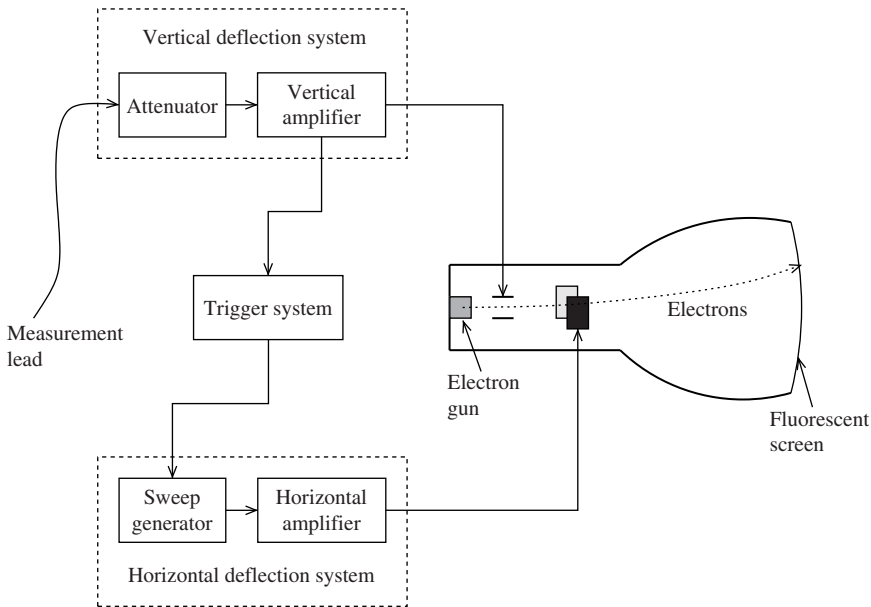 Vertical deflection system
Attenuator
Vertical
amplifier
Trigger system
Measurement
lead
Electrons
Electron
gun
Fluorescent
screen
Sweep
generator
Horizontal
amplifier
Horizontal deflection system